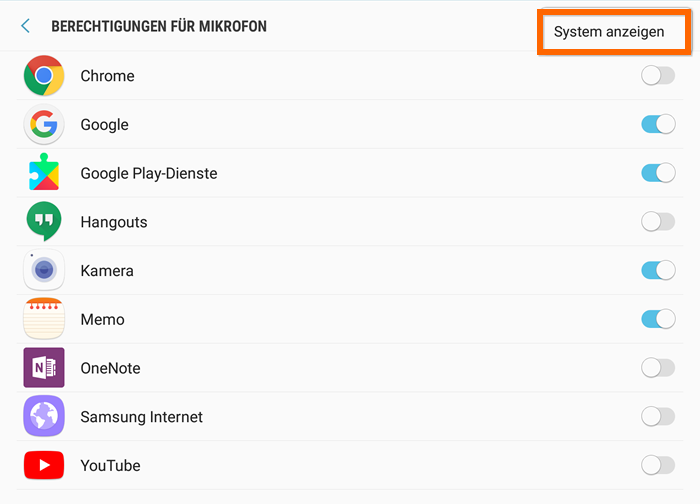 BERECHTIGUNGEN FÜR MIKROFON
System anzeigen
Chrome
Google
Google Play-Dienste
Hangouts
Kamera
Memo
OneNote
Samsung Internet
YouTube